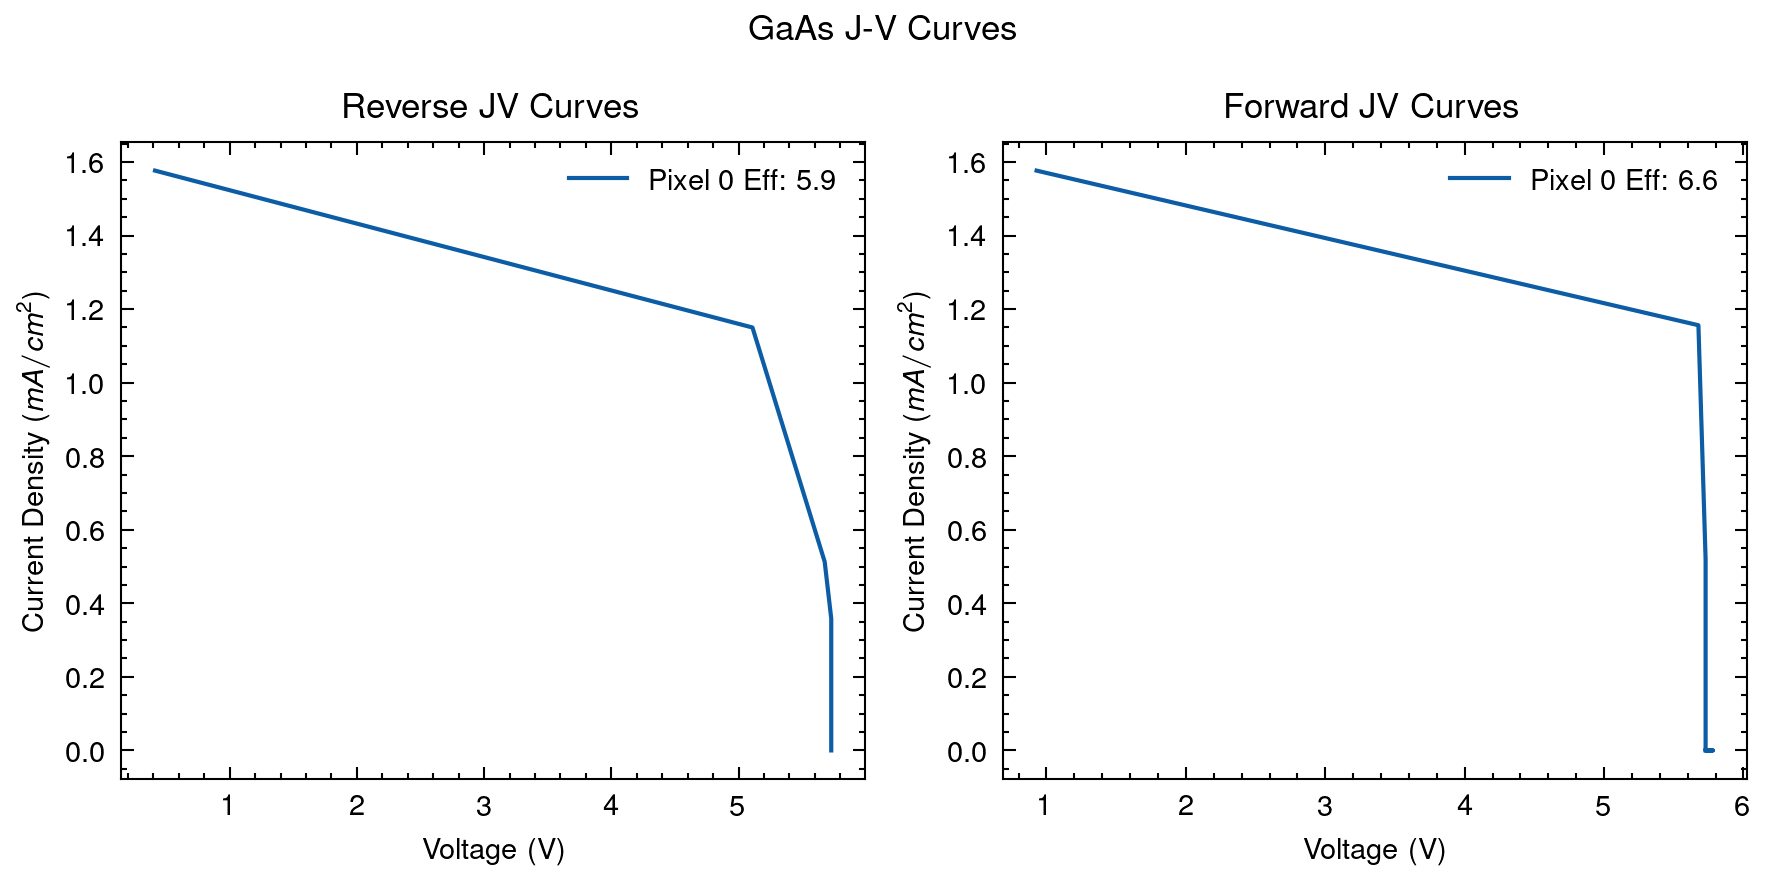 GaAs J-V Curves
Reverse JV Curves
Pixel 0 Eff: 5.9
Current Density (mA/cm²)
1.6
1.4
1.2
1.0
0.8
0.6
0.4
0.2
0.0
1 2 3 4 5
Voltage (V)
Forward JV Curves
Pixel 0 Eff: 6.6
Current Density (mA/cm²)
1.6
1.4
1.2
1.0
0.8
0.6
0.4
0.2
0.0
1 2 3 4 5 6
Voltage (V)